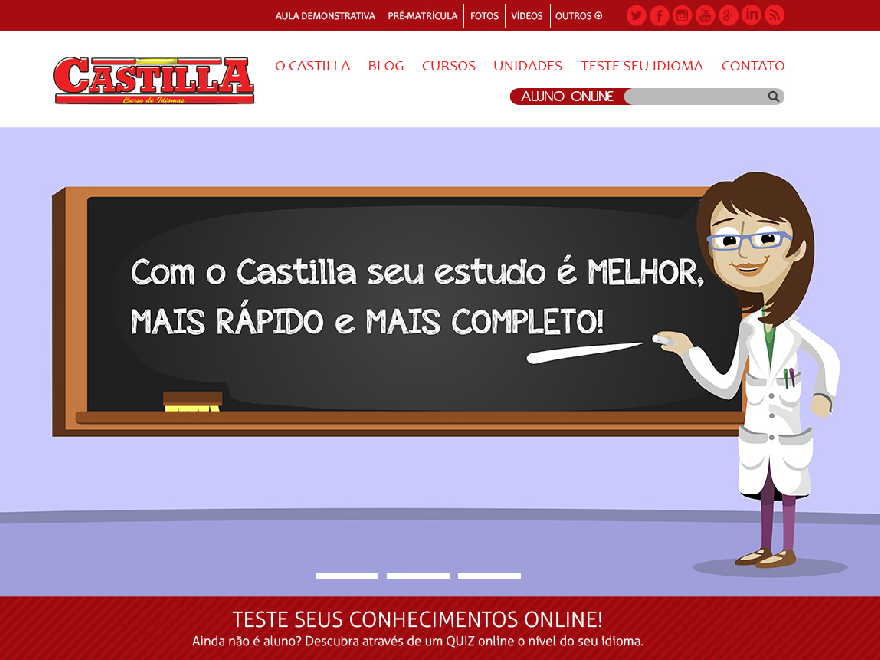 AULA DEMONSTRATIVA PRÉ-MATRÍCULA FOTOS VÍDEOS OUTROS
CASTILLA
Curso de Idiomas
O CASTILLA BLOG CURSOS UNIDADES TESTE SEU IDIOMA CONTATO
ALUNO ONLINE
Com o Castilla seu estudo é MELHOR,
MAIS RÁPIDO e MAIS COMPLETO!
TESTE SEUS CONHECIMENTOS ONLINE!
Ainda não é aluno? Descubra através de um QUIZ online o nível do seu idioma.